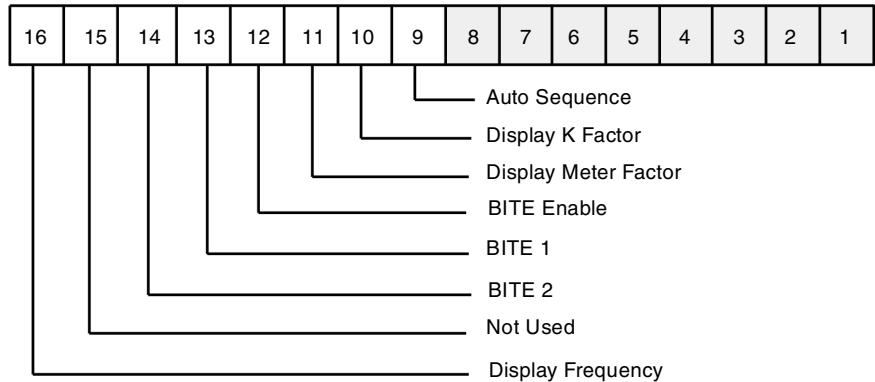 16 15 14 13 12 11 10 9 8 7 6 5 4 3 2 1
Auto Sequence
Display K Factor
Display Meter Factor
BITE Enable
BITE 1
BITE 2
Not Used
Display Frequency